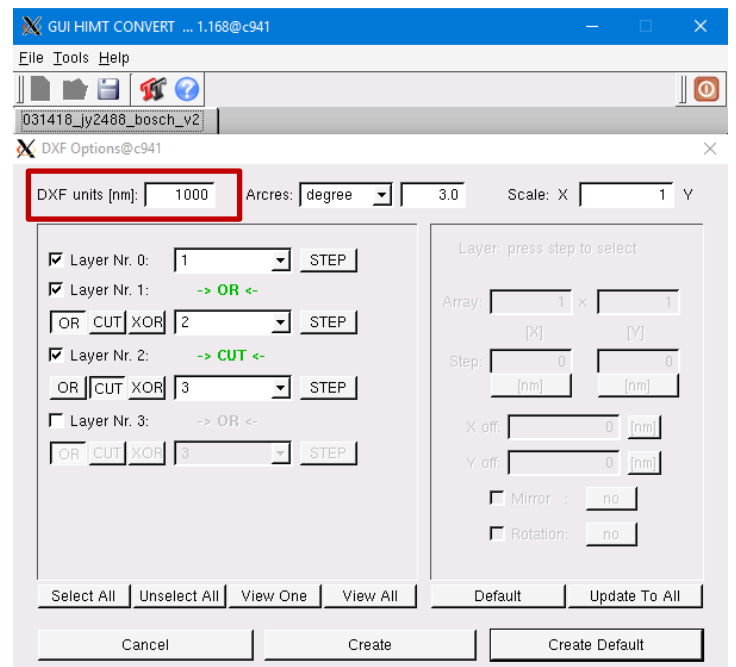 GUI HIMT CONVERT ... 1.168@c941
File Tools Help
031418_jy2488_bosch_v2
DXF Options@c941
DXF units [nm]: 1000 Arcres: degree 3.0 Scale: X 1 Y
Layer Nr. 0: 1 STEP
Layer Nr. 1: -> OR <-
OR CUT XOR 2 STEP
Layer Nr. 2: -> CUT <-
OR CUT XOR 3 STEP
Layer Nr. 3: -> OR <-
OR CUT XOR 3 STEP
Layer: press step to select
Array: 1 x 1
[X] [Y]
Step: 0 0
[nm] [nm]
X off: 0 [nm]
Y off: 0 [nm]
Mirror : no
Rotation: no
Select All Unselect All View One View All Default Update To All
Cancel Create Create Default